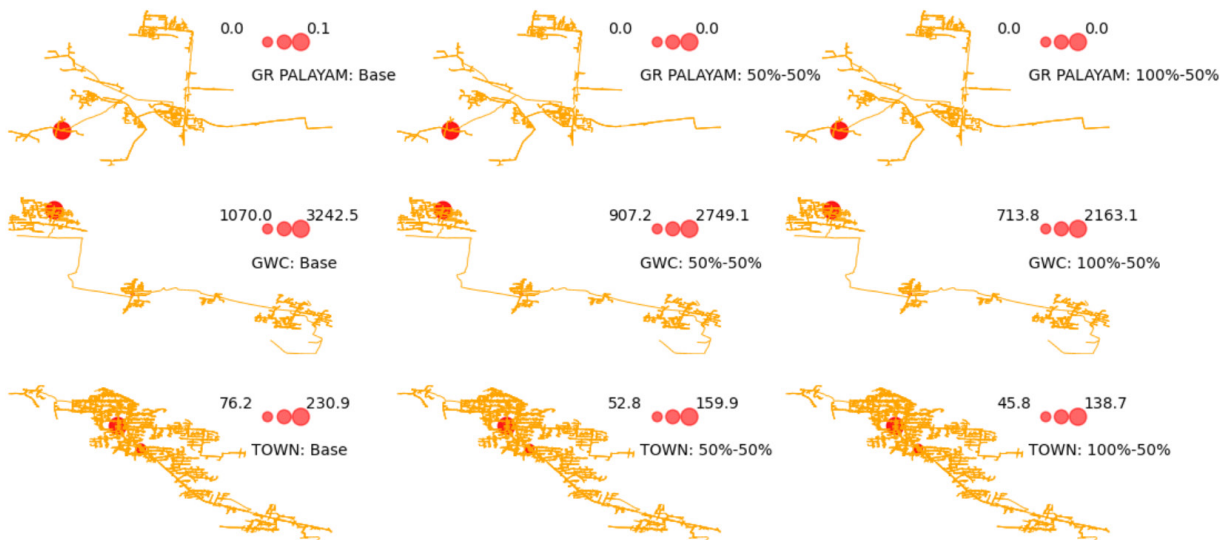 0.0 0.1
GR PALAYAM: Base
0.0 0.0
GR PALAYAM: 50%-50%
0.0 0.0
GR PALAYAM: 100%-50%
1070.0 3242.5
GWC: Base
907.2 2749.1
GWC: 50%-50%
713.8 2163.1
GWC: 100%-50%
76.2 230.9
TOWN: Base
52.8 159.9
TOWN: 50%-50%
45.8 138.7
TOWN: 100%-50%